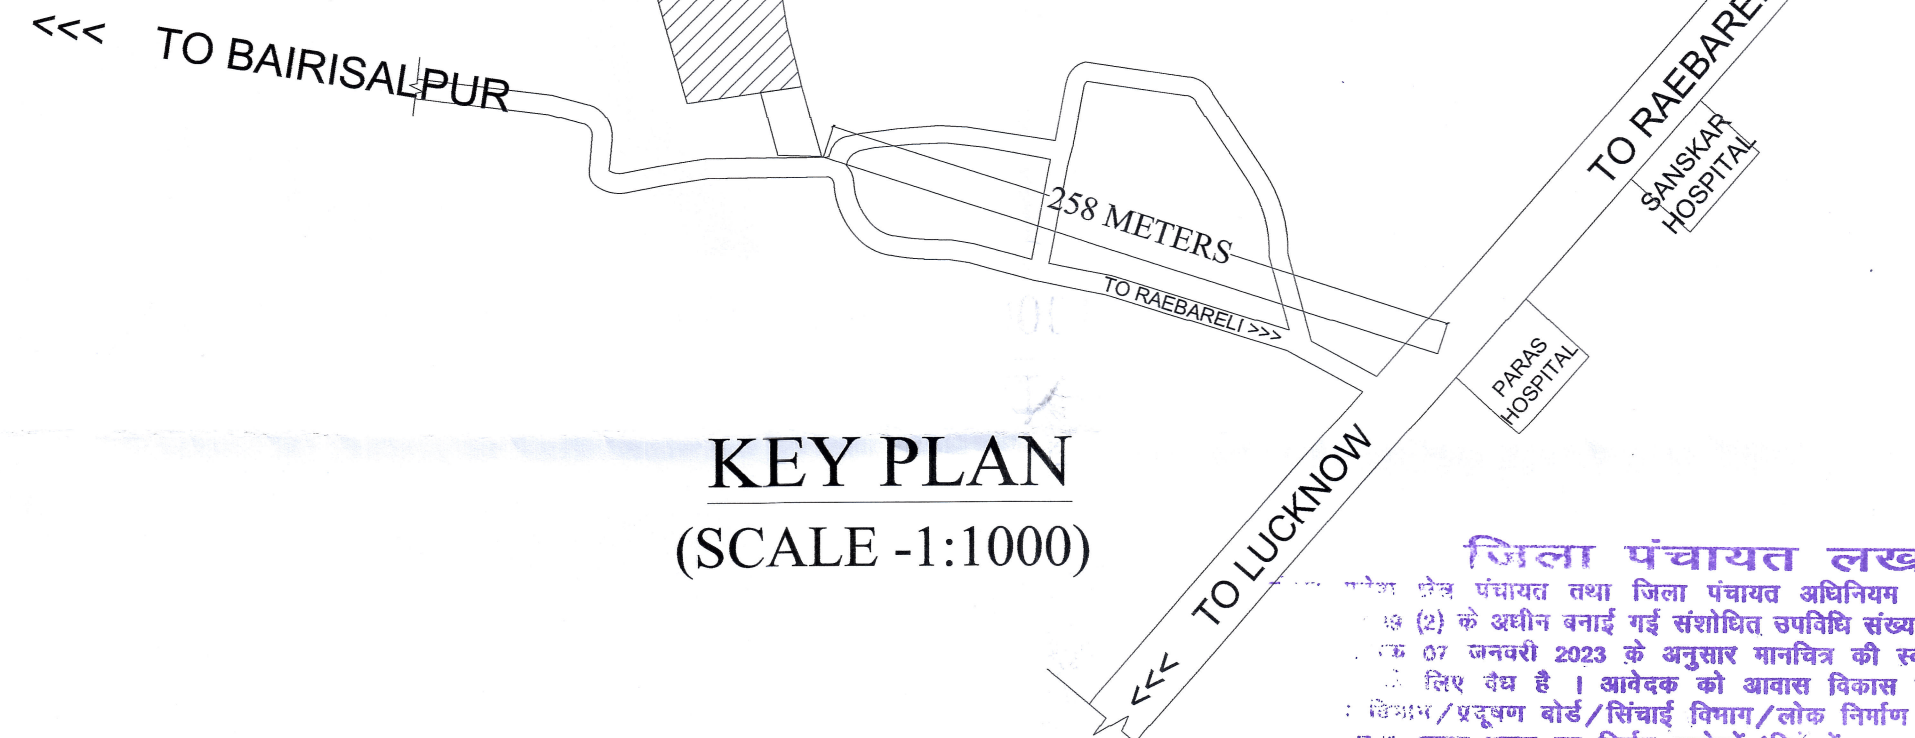 <<< TO BAIRISALPUR
TO RAEBARE
SANSKAR
HOSPITAL
258 METERS
TO RAEBARELI >>>
PARAS
HOSPITAL
KEY PLAN
(SCALE -1:1000)
<<< TO LUCKNOW
जिला पंचायत लख
पंचायत तथा जिला पंचायत अधिनियम
(2) के अधीन बनाई गई संशोधित उपविधि संख्य
07 जनवरी 2023 के अनुसार मानचित्र की स्
लिए वैध है । आवेदक को आवास विकास
/प्रदूषण बोर्ड/सिंचाई विभाग/लोक निर्माण